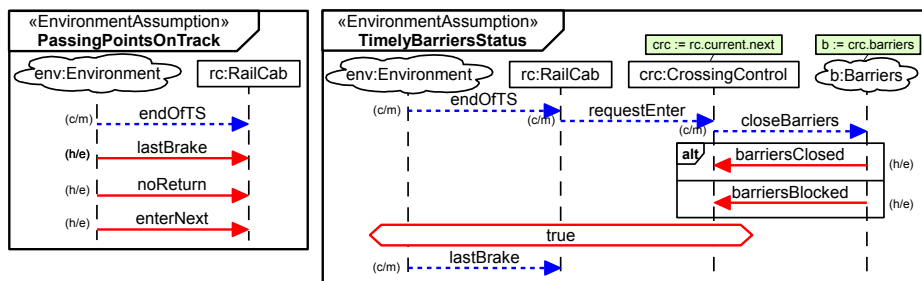 «EnvironmentAssumption»
PassingPointsOnTrack
env:Environment
rc:RailCab
(c/m)
endOfTS
(h/e)
lastBrake
(h/e)
noReturn
(h/e)
enterNext
«EnvironmentAssumption»
TimelyBarriersStatus
crc := rc.current.next
b := crc.barriers
env:Environment
rc:RailCab
crc:CrossingControl
b:Barriers
(c/m)
endOfTS
(c/m)
requestEnter
(c/m)
closeBarriers
alt
barriersClosed
(h/e)
barriersBlocked
(h/e)
true
(c/m)
lastBrake